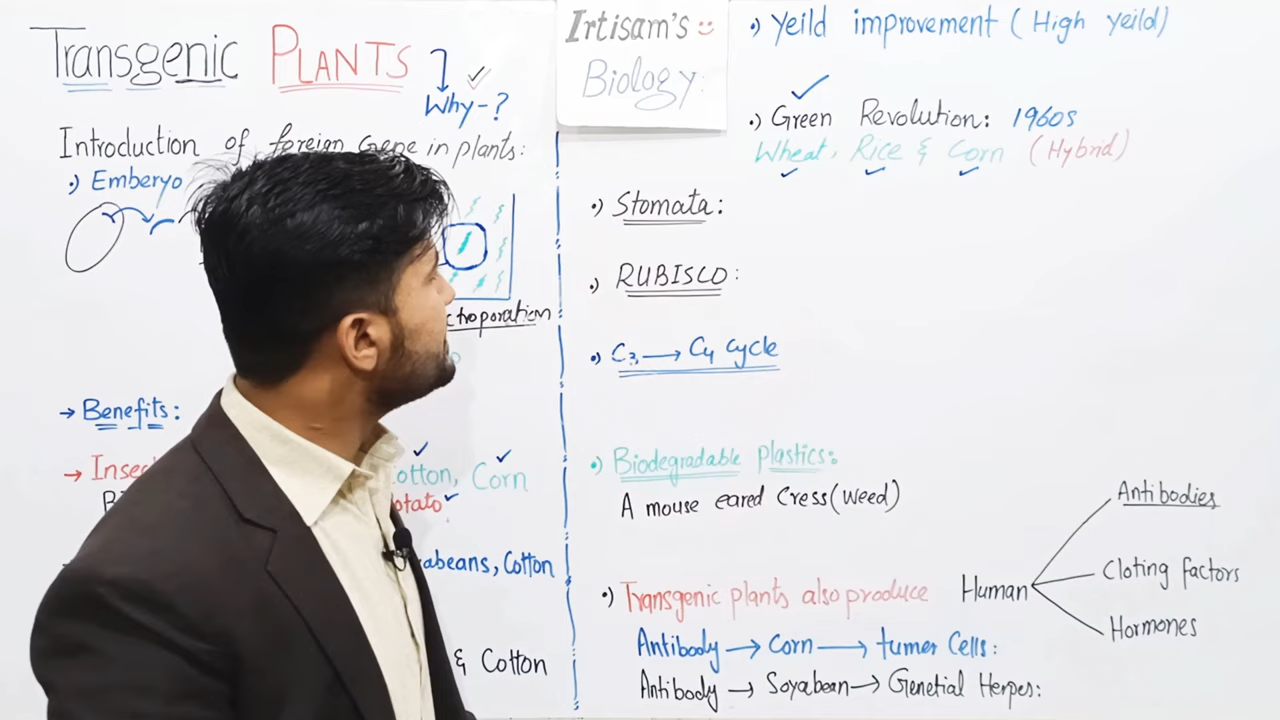 Transgenic PLANTS
Why-?
Introduction of foreign Gene in plants:
•) Emberyo
ctroporation
→ Benefits:
→ Insec
otton, Corn
otato
abeans, Cotton
& Cotton
Irtisam's
Biology:
•) Yeild improvement (High yeild)
•) Green Revolution: 1960s
Wheat, Rice & Corn (Hybrid)
•) Stomata:
•) RUBISCO:
•) C3 → C4 cycle
•) Biodegradable plastics:
A mouse eared Cress (weed)
•) Transgenic plants also produce Human
Antibodies
Cloting factors
Hormones
Antibody → Corn → tumer Cells:
Antibody → Soyabean → Genetial Herpes: